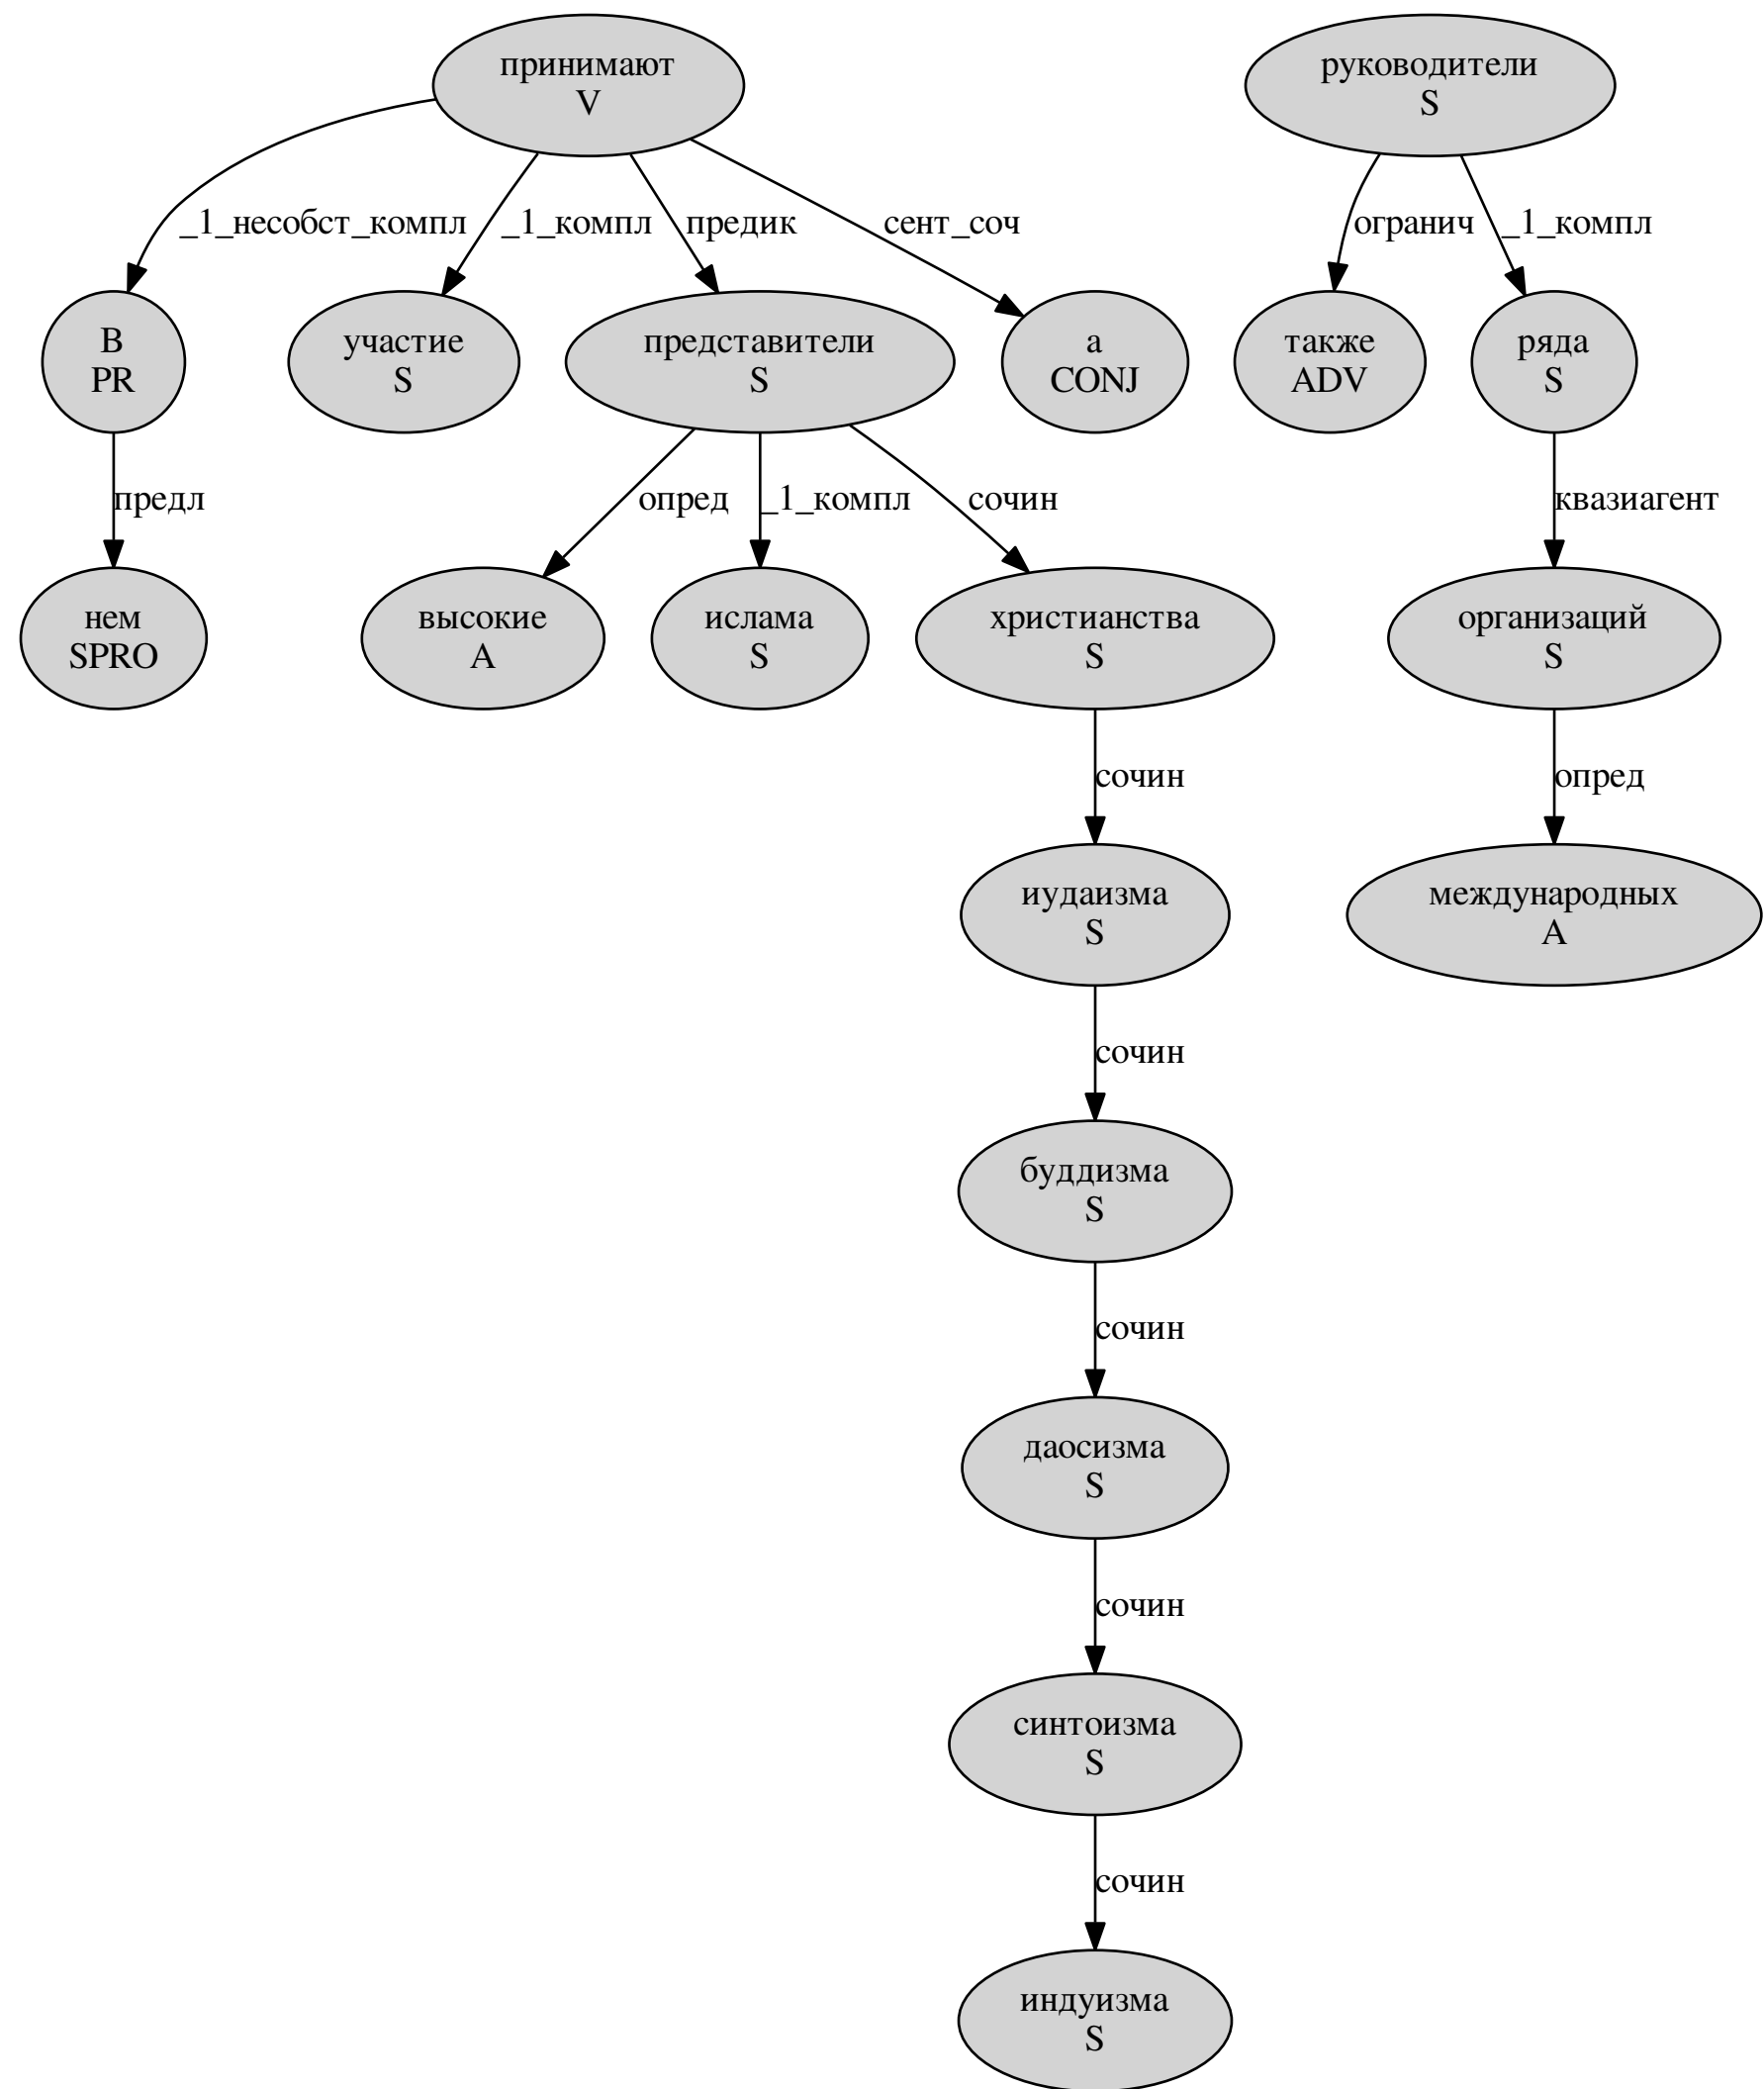 принимают
V
руководители
S
_1_несобст_компл
_1_компл
предик
сент_соч
огранич
_1_компл
В
PR
участие
S
представители
S
а
CONJ
также
ADV
ряда
S
предл
опред
_1_компл
сочин
квазиагент
нем
SPRO
высокие
A
ислама
S
христианства
S
организаций
S
сочин
опред
иудаизма
S
международных
A
сочин
буддизма
S
сочин
даосизма
S
сочин
синтоизма
S
сочин
индуизма
S